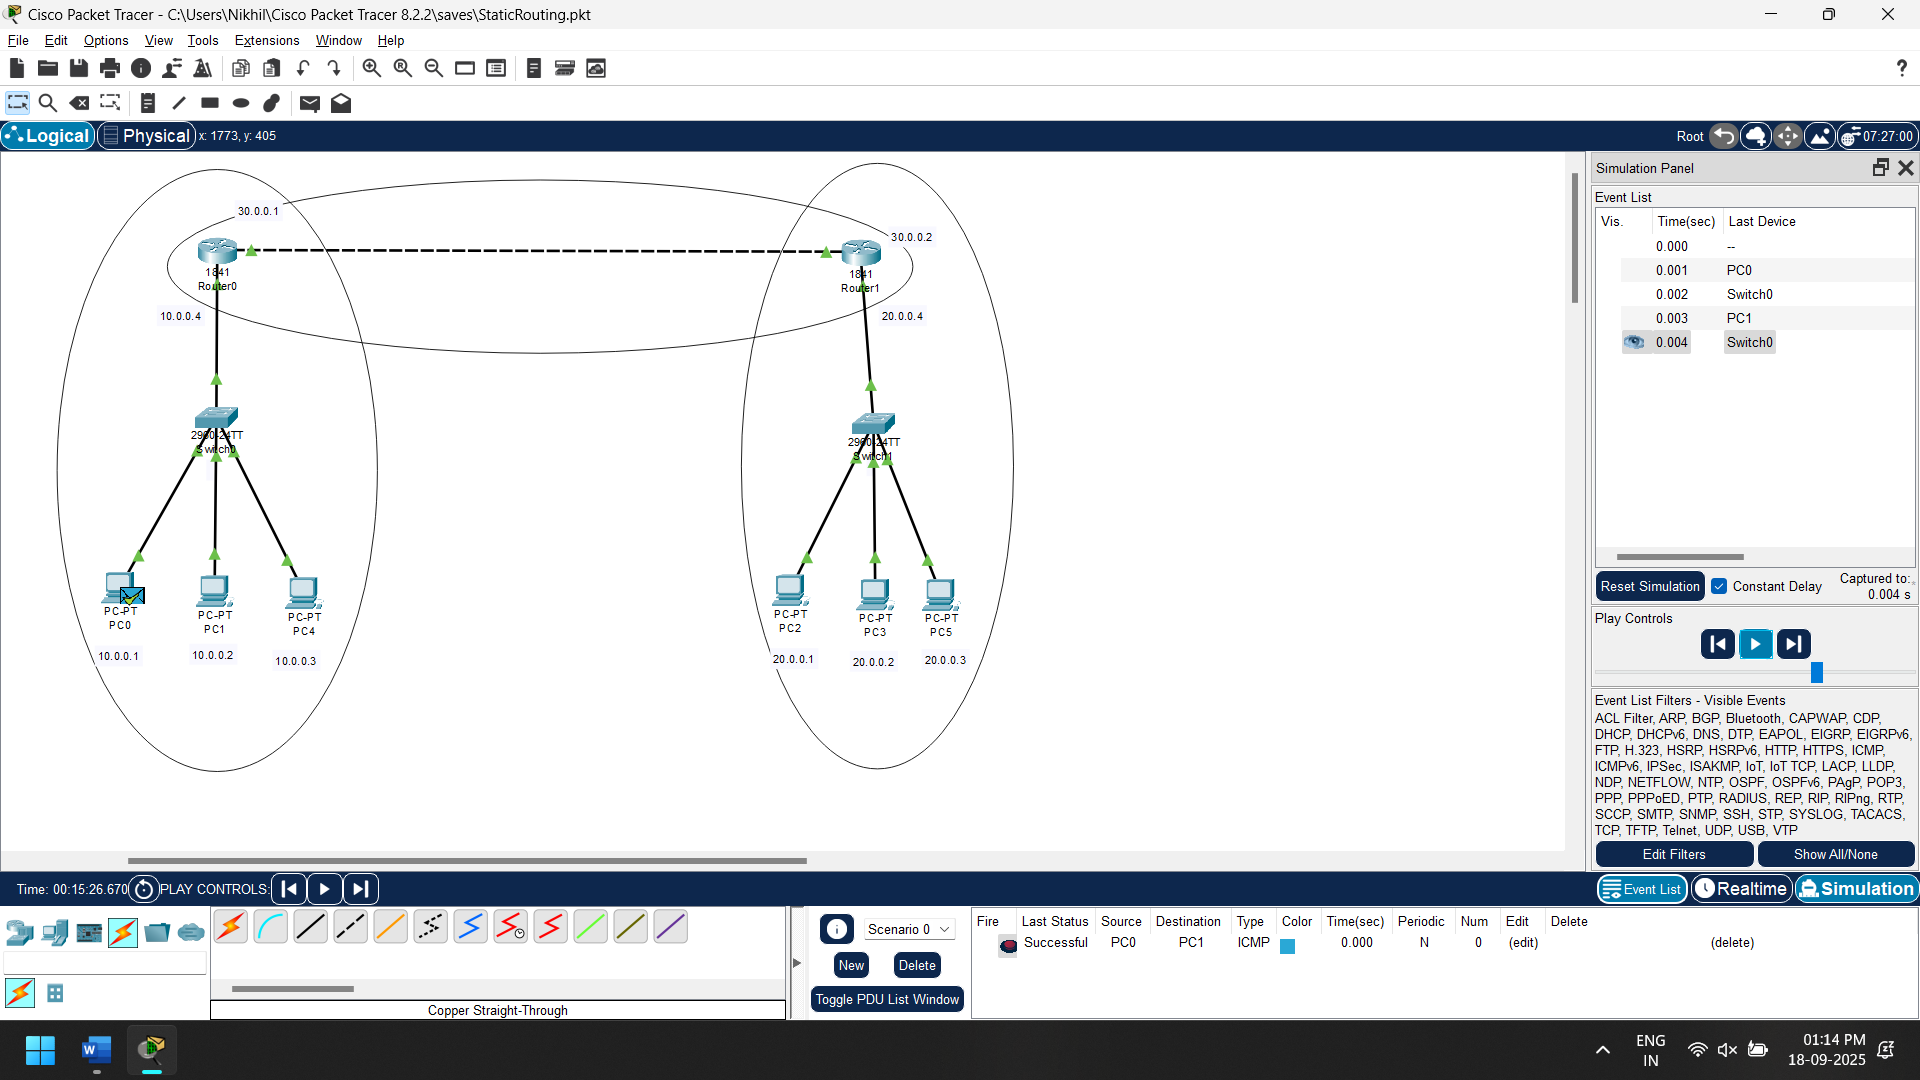 Cisco Packet Tracer - C:\Users\Nikhil\Cisco Packet Tracer 8.2.2\saves\StaticRouting.pkt
File Edit Options View Tools Extensions Window Help
?
Logical Physical x: 1773, y: 405 Root 07:27:00
Simulation Panel
Event List
Vis. Time(sec) Last Device
0.000 --
0.001 PC0
0.002 Switch0
0.003 PC1
0.004 Switch0
Reset Simulation Constant Delay Captured to:
0.004 s
Play Controls
Event List Filters - Visible Events
ACL Filter, ARP, BGP, Bluetooth, CAPWAP, CDP,
DHCP, DHCPv6, DNS, DTP, EAPOL, EIGRP, EIGRPv6,
FTP, H.323, HSRP, HSRPv6, HTTP, HTTPS, ICMP,
ICMPv6, IPSec, ISAKMP, IoT, IoT TCP, LACP, LLDP,
NDP, NETFLOW, NTP, OSPF, OSPFv6, PAgP, POP3,
PPP, PPPoED, PTP, RADIUS, REP, RIP, RIPng, RTP,
SCCP, SMTP, SNMP, SSH, STP, SYSLOG, TACACS,
TCP, TFTP, Telnet, UDP, USB, VTP
Edit Filters Show All/None
30.0.0.1
30.0.0.2
1841
Router0
1841
Router1
10.0.0.4
20.0.0.4
2960-24TT
Switch0
2960-24TT
Switch1
PC-PT
PC0
PC-PT
PC1
PC-PT
PC4
PC-PT
PC2
PC-PT
PC3
PC-PT
PC5
10.0.0.1
10.0.0.2
10.0.0.3
20.0.0.1
20.0.0.2
20.0.0.3
Time: 00:15:26.670 PLAY CONTROLS: Event List Realtime Simulation
Copper Straight-Through
Scenario 0
New Delete
Toggle PDU List Window
Fire Last Status Source Destination Type Color Time(sec) Periodic Num Edit Delete
Successful PC0 PC1 ICMP 0.000 N 0 (edit) (delete)
W
ENG
IN
01:14 PM
18-09-2025